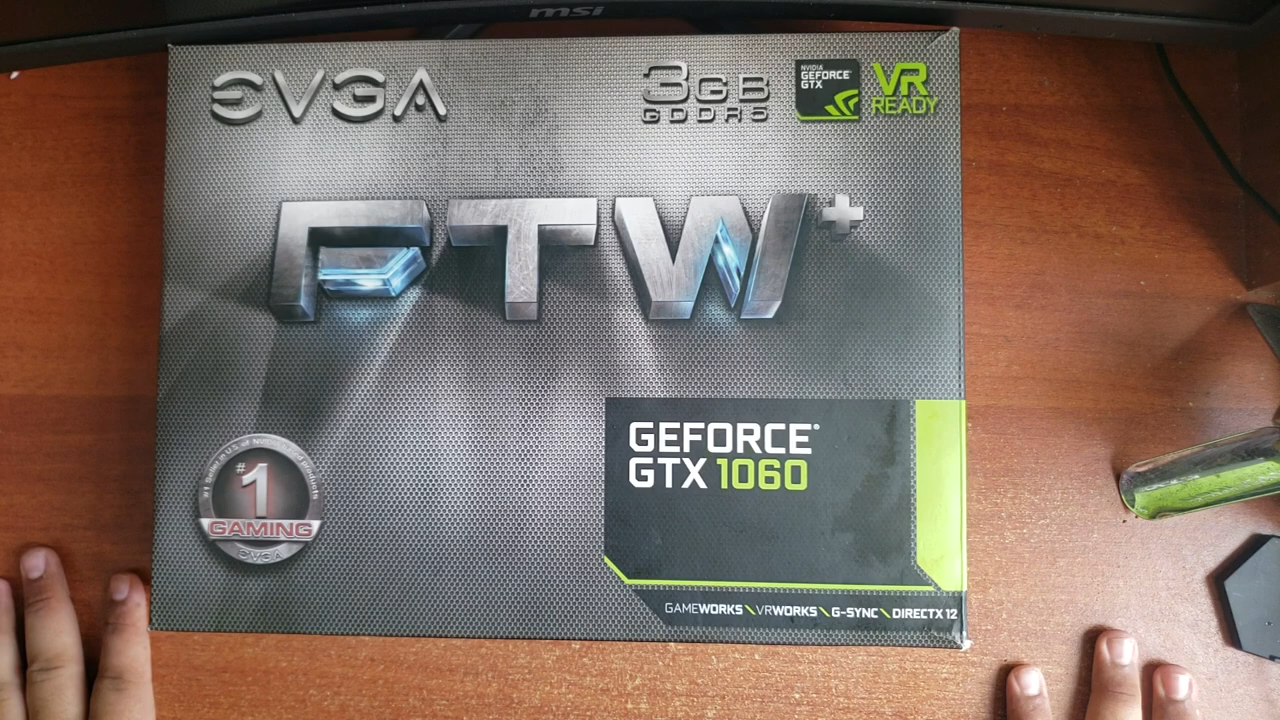 msi
EVGA
3GB
GDDR5
NVIDIA
GEFORCE
GTX
VR
READY
FTW+
GEFORCE®
GTX 1060
#1
GAMING
EVGA
GAMEWORKS \ VRWORKS \ G-SYNC \ DIRECTX 12